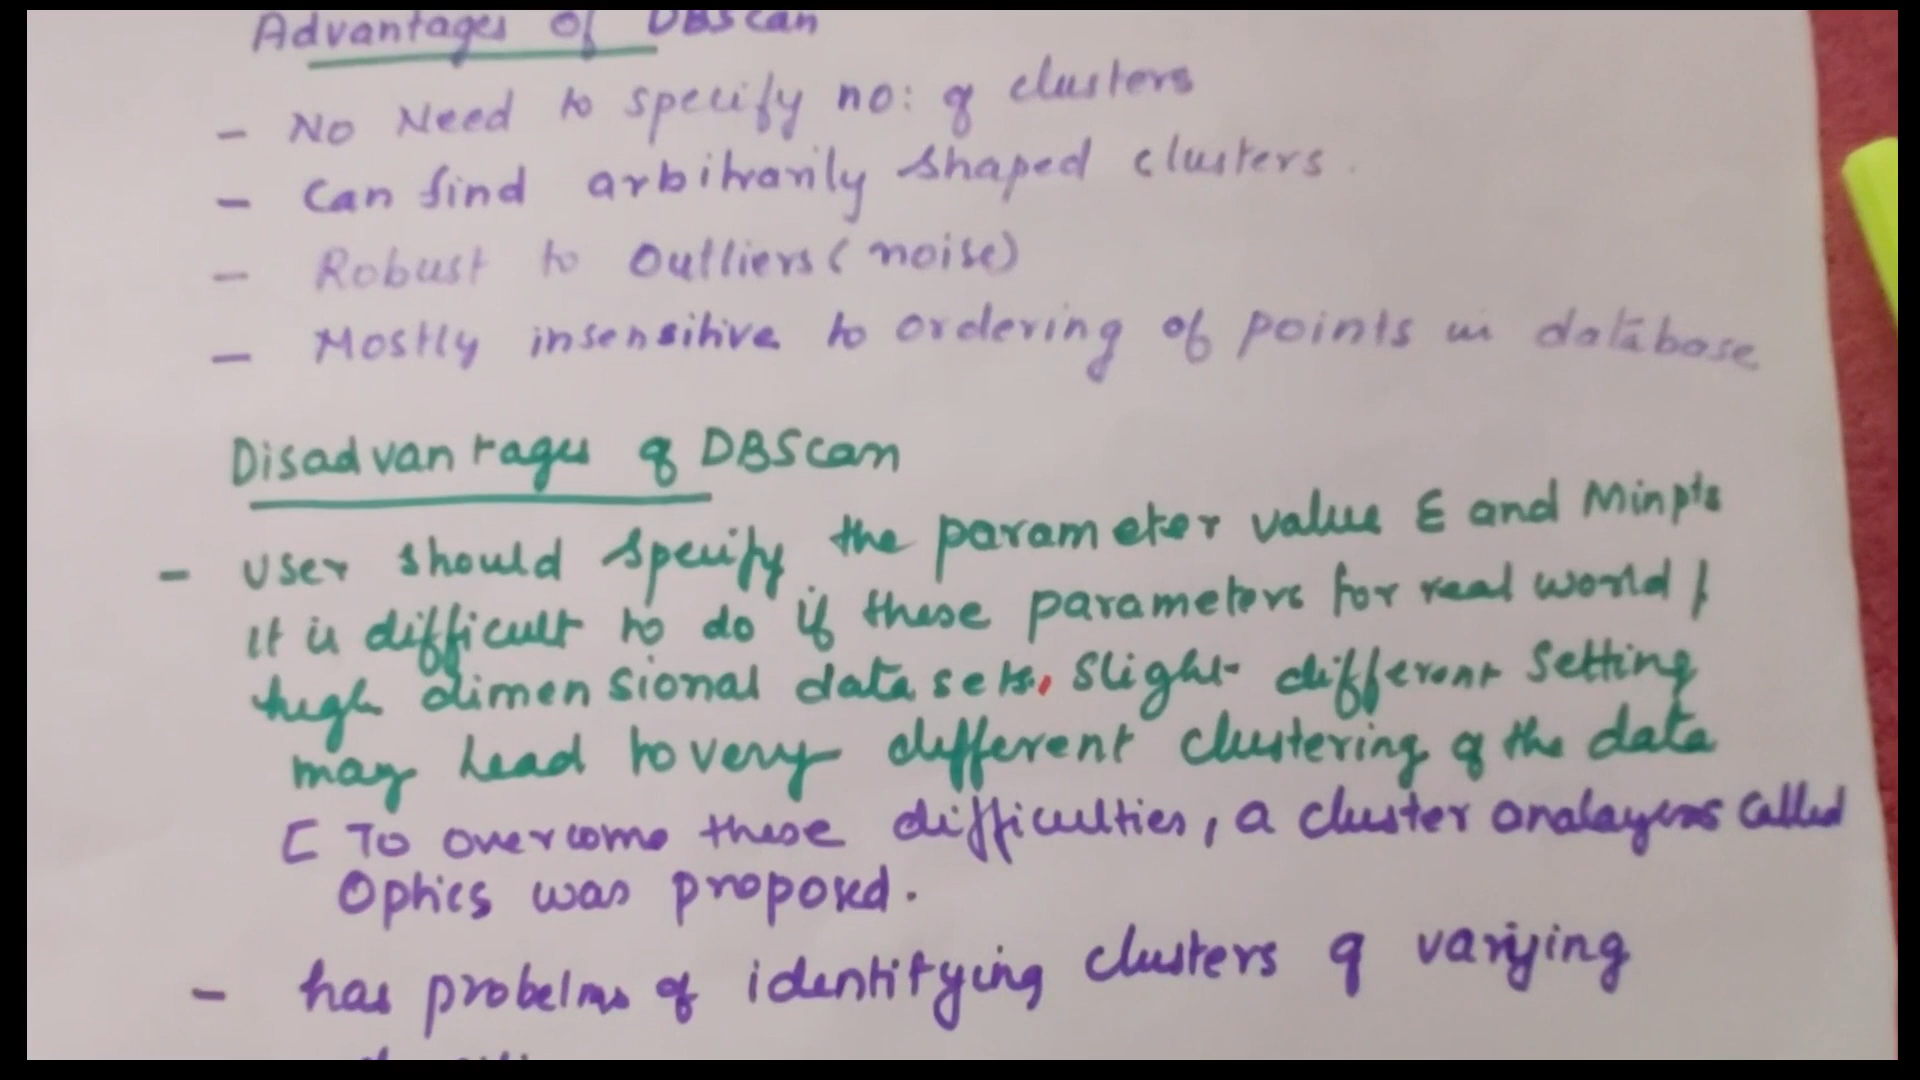 Advantages of DBScan
- No Need to specify no: of clusters
- Can find arbitrarily shaped clusters.
- Robust to Outliers (noise)
- Mostly insensitive to ordering of points in database
Disadvantages of DBScan
- User should specify the parameter value ε and Minpts
It is difficult to do if these parameters for real world /
high dimensional data sets. Slight different Setting
may lead to very different clustering of the data
[ To overcome these difficulties, a cluster called
Optics was proposed.
- has probelms of identifying clusters of varying